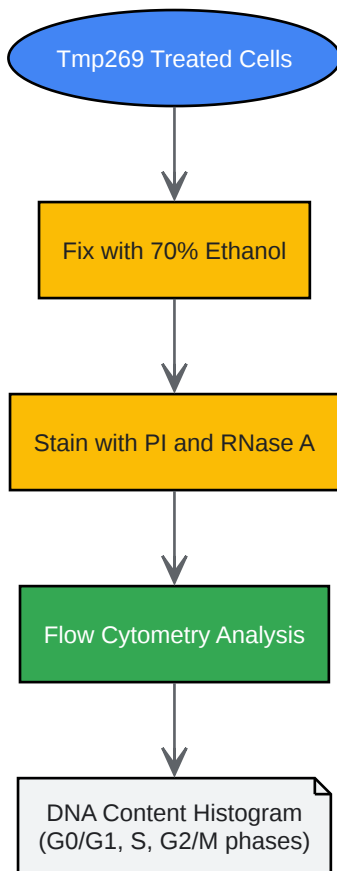 Tmp269 Treated Cells
Fix with 70% Ethanol
Stain with PI and RNase A
Flow Cytometry Analysis
DNA Content Histogram
(G0/G1, S, G2/M phases)